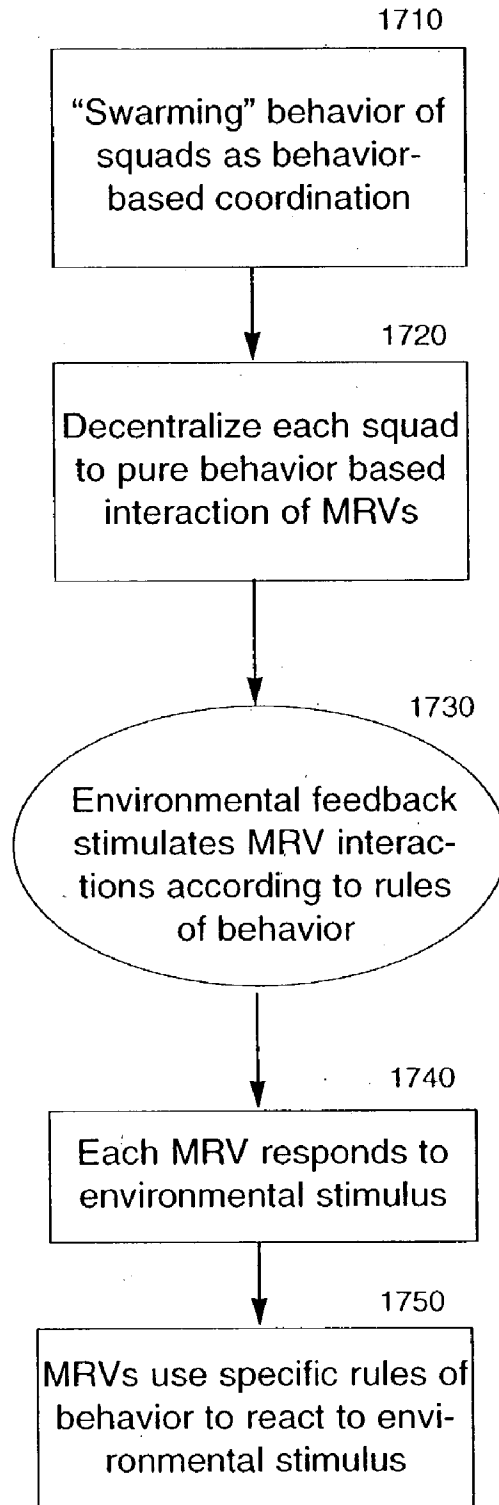 1710
“Swarming” behavior of
squads as behavior-
based coordination
1720
Decentralize each squad
to pure behavior based
interaction of MRVs
1730
Environmental feedback
stimulates MRV interac-
tions according to rules
of behavior
1740
Each MRV responds to
environmental stimulus
1750
MRVs use specific rules of
behavior to react to envi-
ronmental stimulus